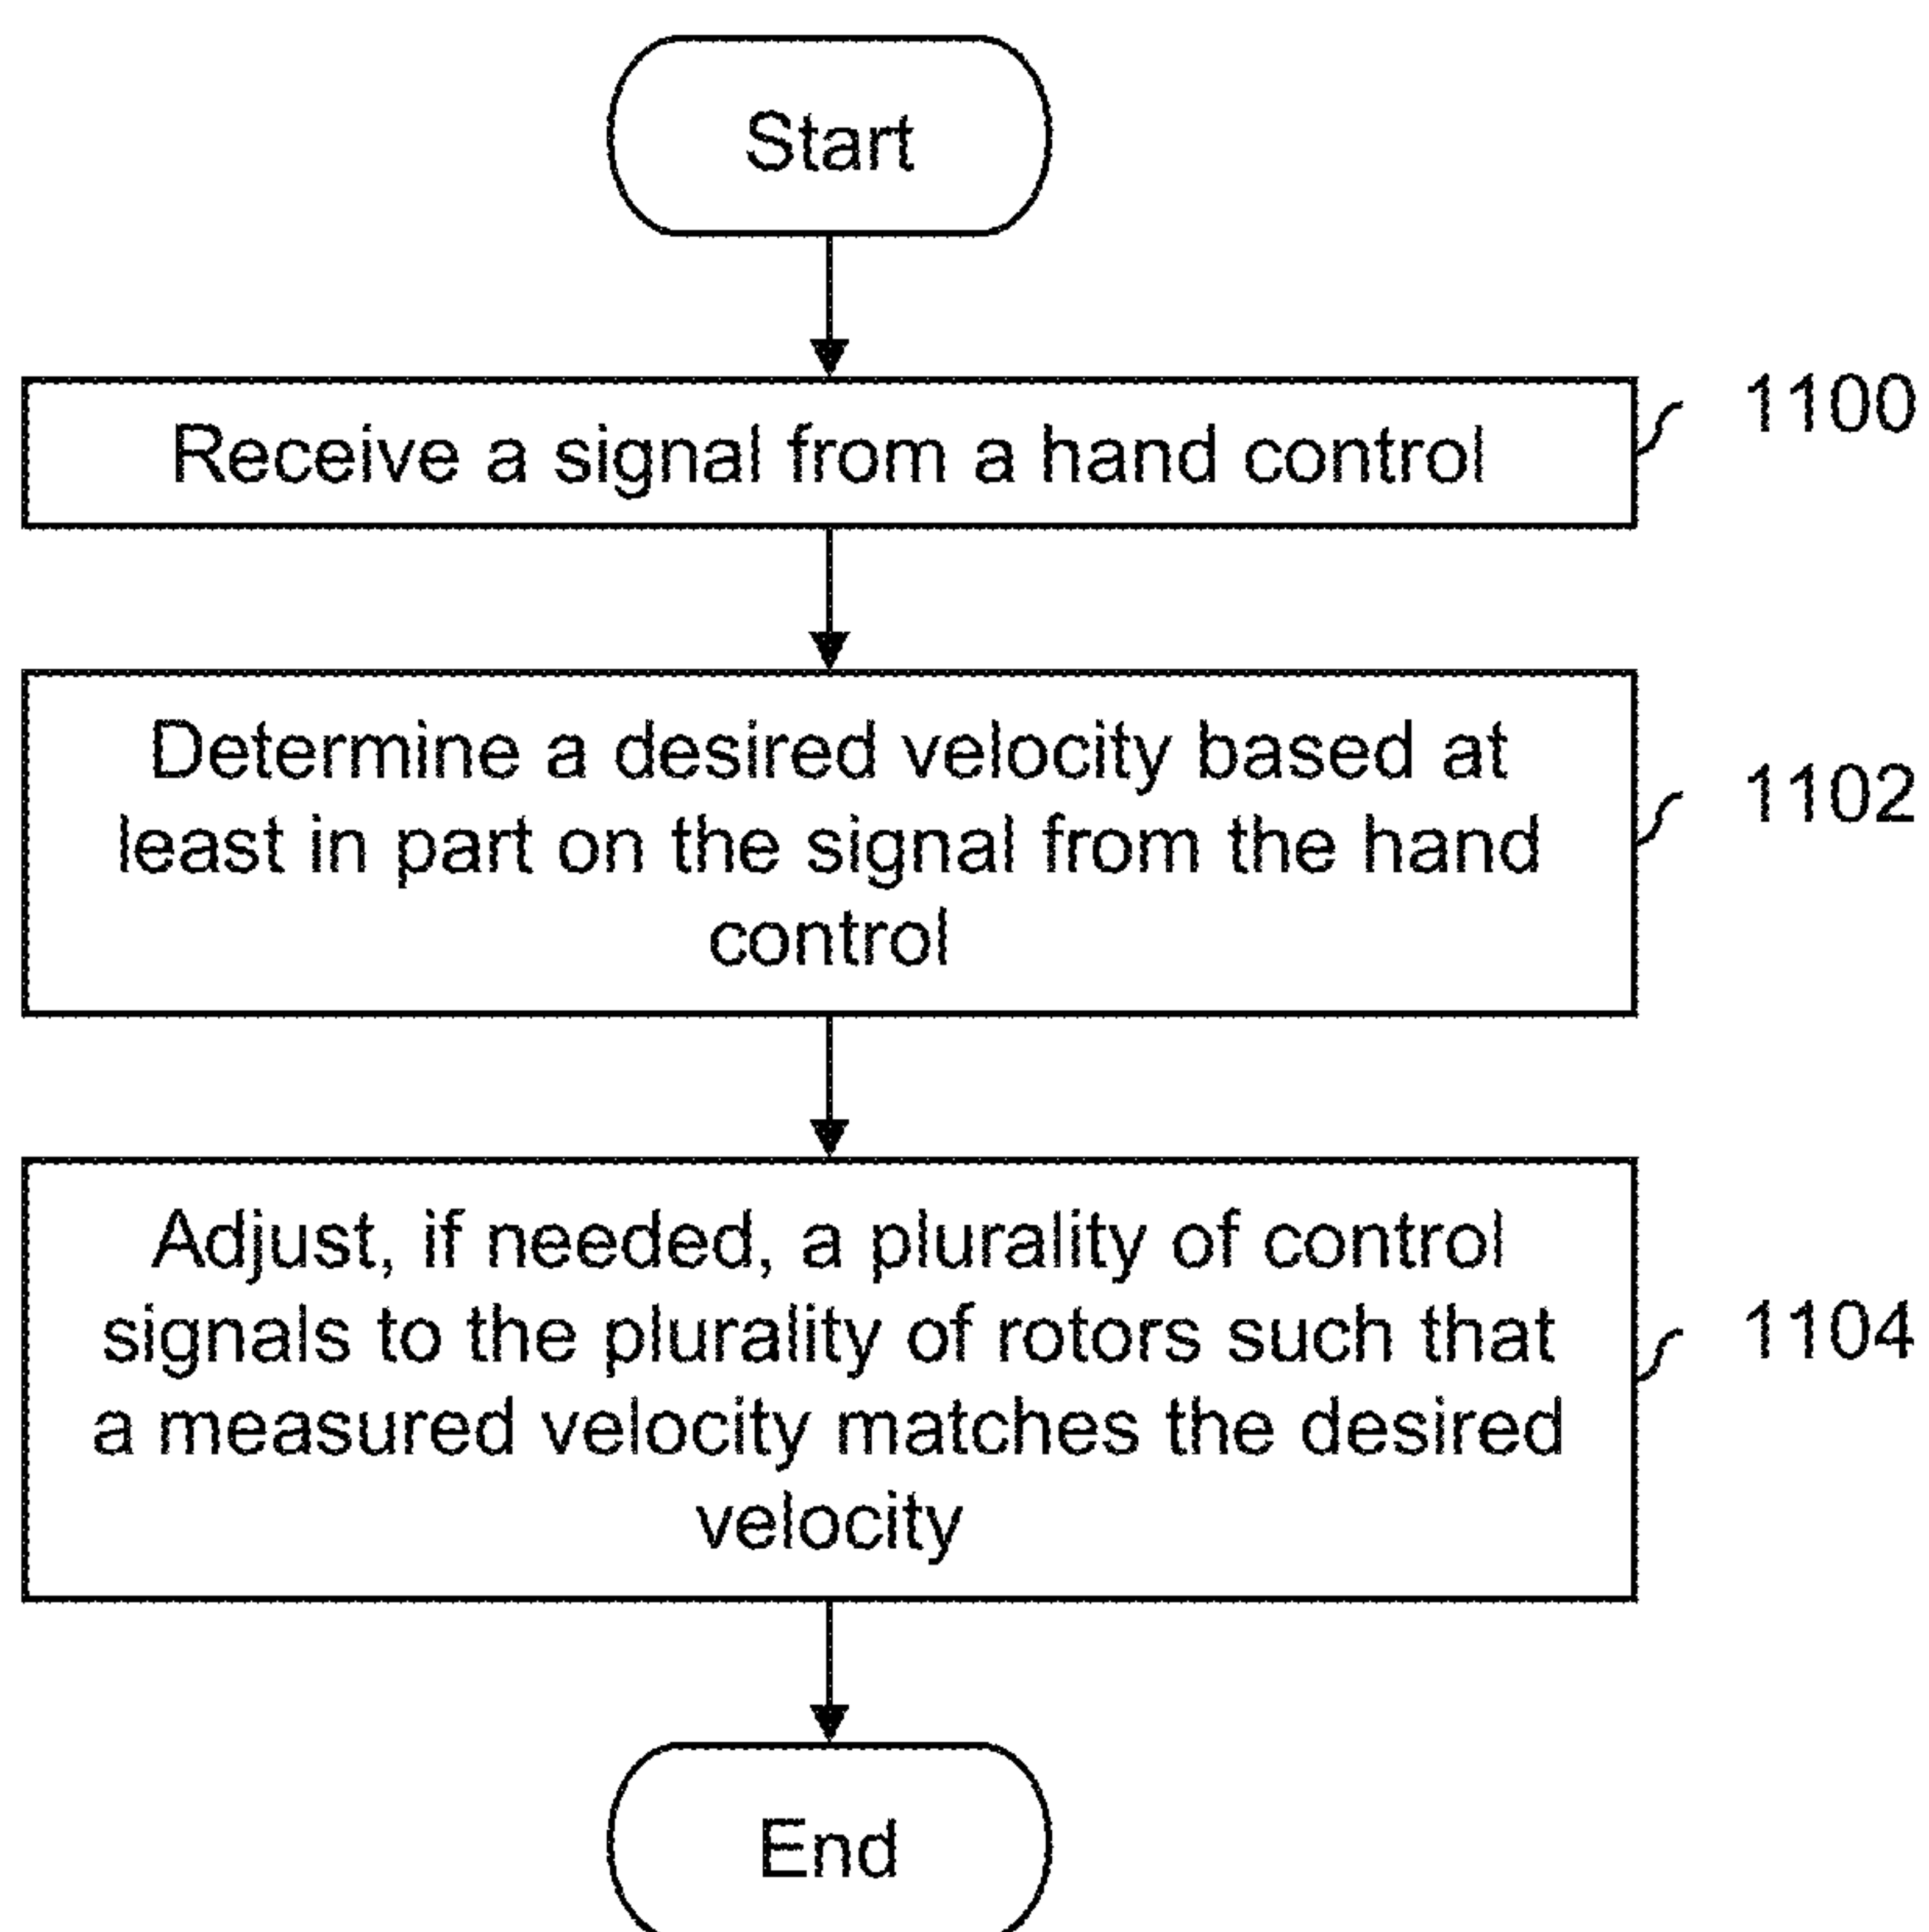 Start
Receive a signal from a hand control
1100
Determine a desired velocity based at
least in part on the signal from the hand
control
1102
Adjust, if needed, a plurality of control
signals to the plurality of rotors such that
a measured velocity matches the desired
velocity
1104
End